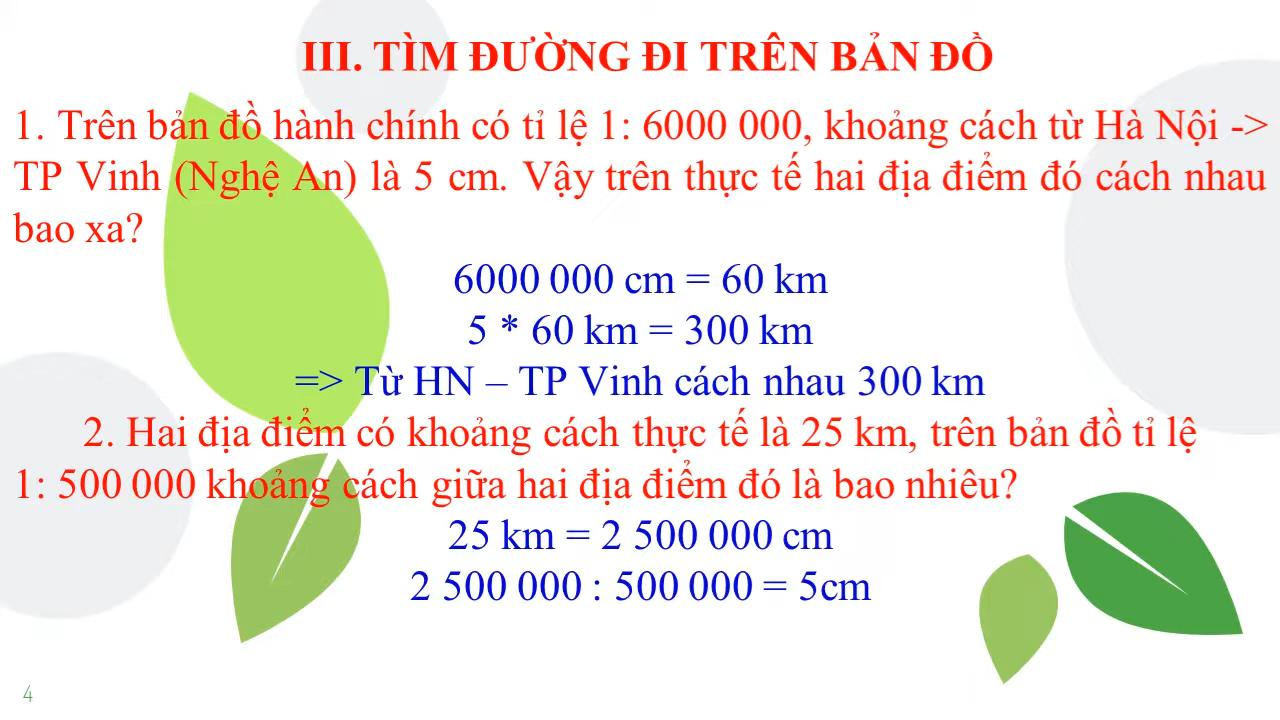 III. TÌM ĐƯỜNG ĐI TRÊN BẢN ĐỒ
1. Trên bản đồ hành chính có tỉ lệ 1: 6000 000, khoảng cách từ Hà Nội ->
TP Vinh (Nghệ An) là 5 cm. Vậy trên thực tế hai địa điểm đó cách nhau
bao xa?
6000 000 cm = 60 km
5 * 60 km = 300 km
=> Từ HN – TP Vinh cách nhau 300 km
2. Hai địa điểm có khoảng cách thực tế là 25 km, trên bản đồ tỉ lệ
1: 500 000 khoảng cách giữa hai địa điểm đó là bao nhiêu?
25 km = 2 500 000 cm
2 500 000 : 500 000 = 5cm
4